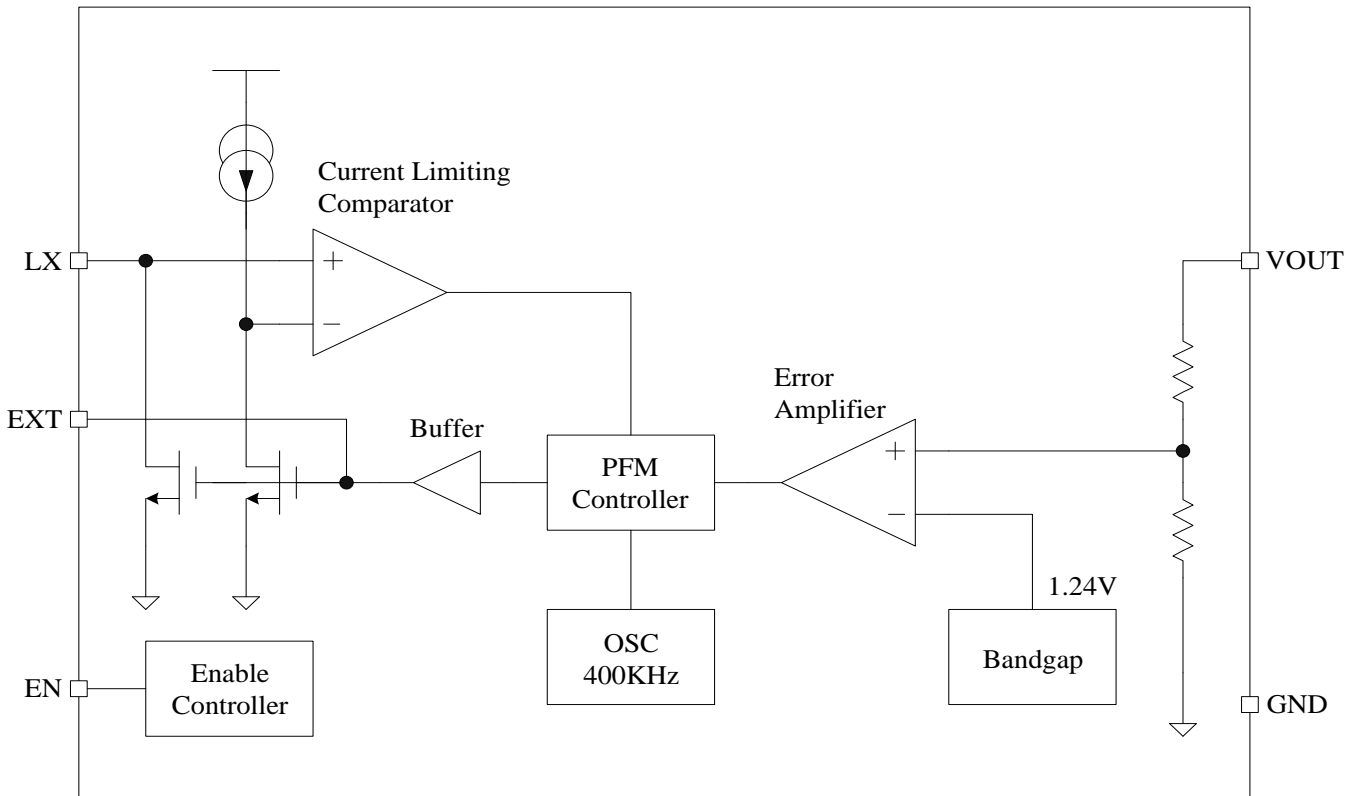 Current Limiting
Comparator
LX
+
−
VOUT
EXT
Buffer
Error
Amplifier
PFM
Controller
+
−
1.24V
OSC
400KHz
Bandgap
EN
Enable
Controller
GND